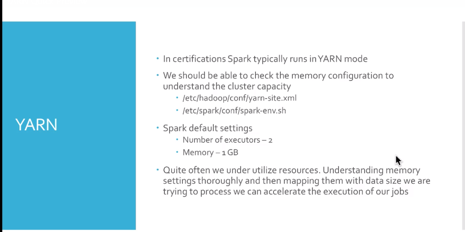 YARN
• In certifications Spark typically runs in YARN mode
• We should be able to check the memory configuration to
understand the cluster capacity
• /etc/hadoop/conf/yarn-site.xml
• /etc/spark/conf/spark-env.sh
• Spark default settings
• Number of executors – 2
• Memory – 1 GB
• Quite often we under utilize resources. Understanding memory
settings thoroughly and then mapping them with data size we are
trying to process we can accelerate the execution of our jobs